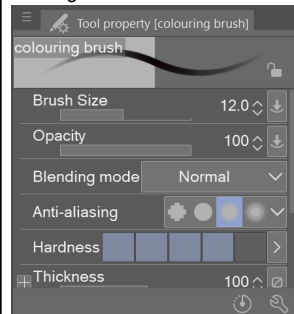 Tool property [colouring brush]
colouring brush
Brush Size 12.0
Opacity 100
Blending mode Normal
Anti-aliasing
Hardness
Thickness 100